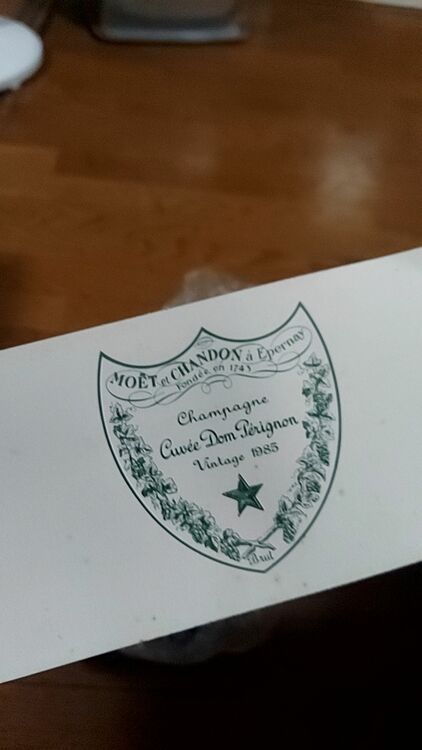 MOËT et CHANDON à Epernay
Fondée en 1743
Champagne
Cuvée Dom Pérignon
Vintage 1985
Brut